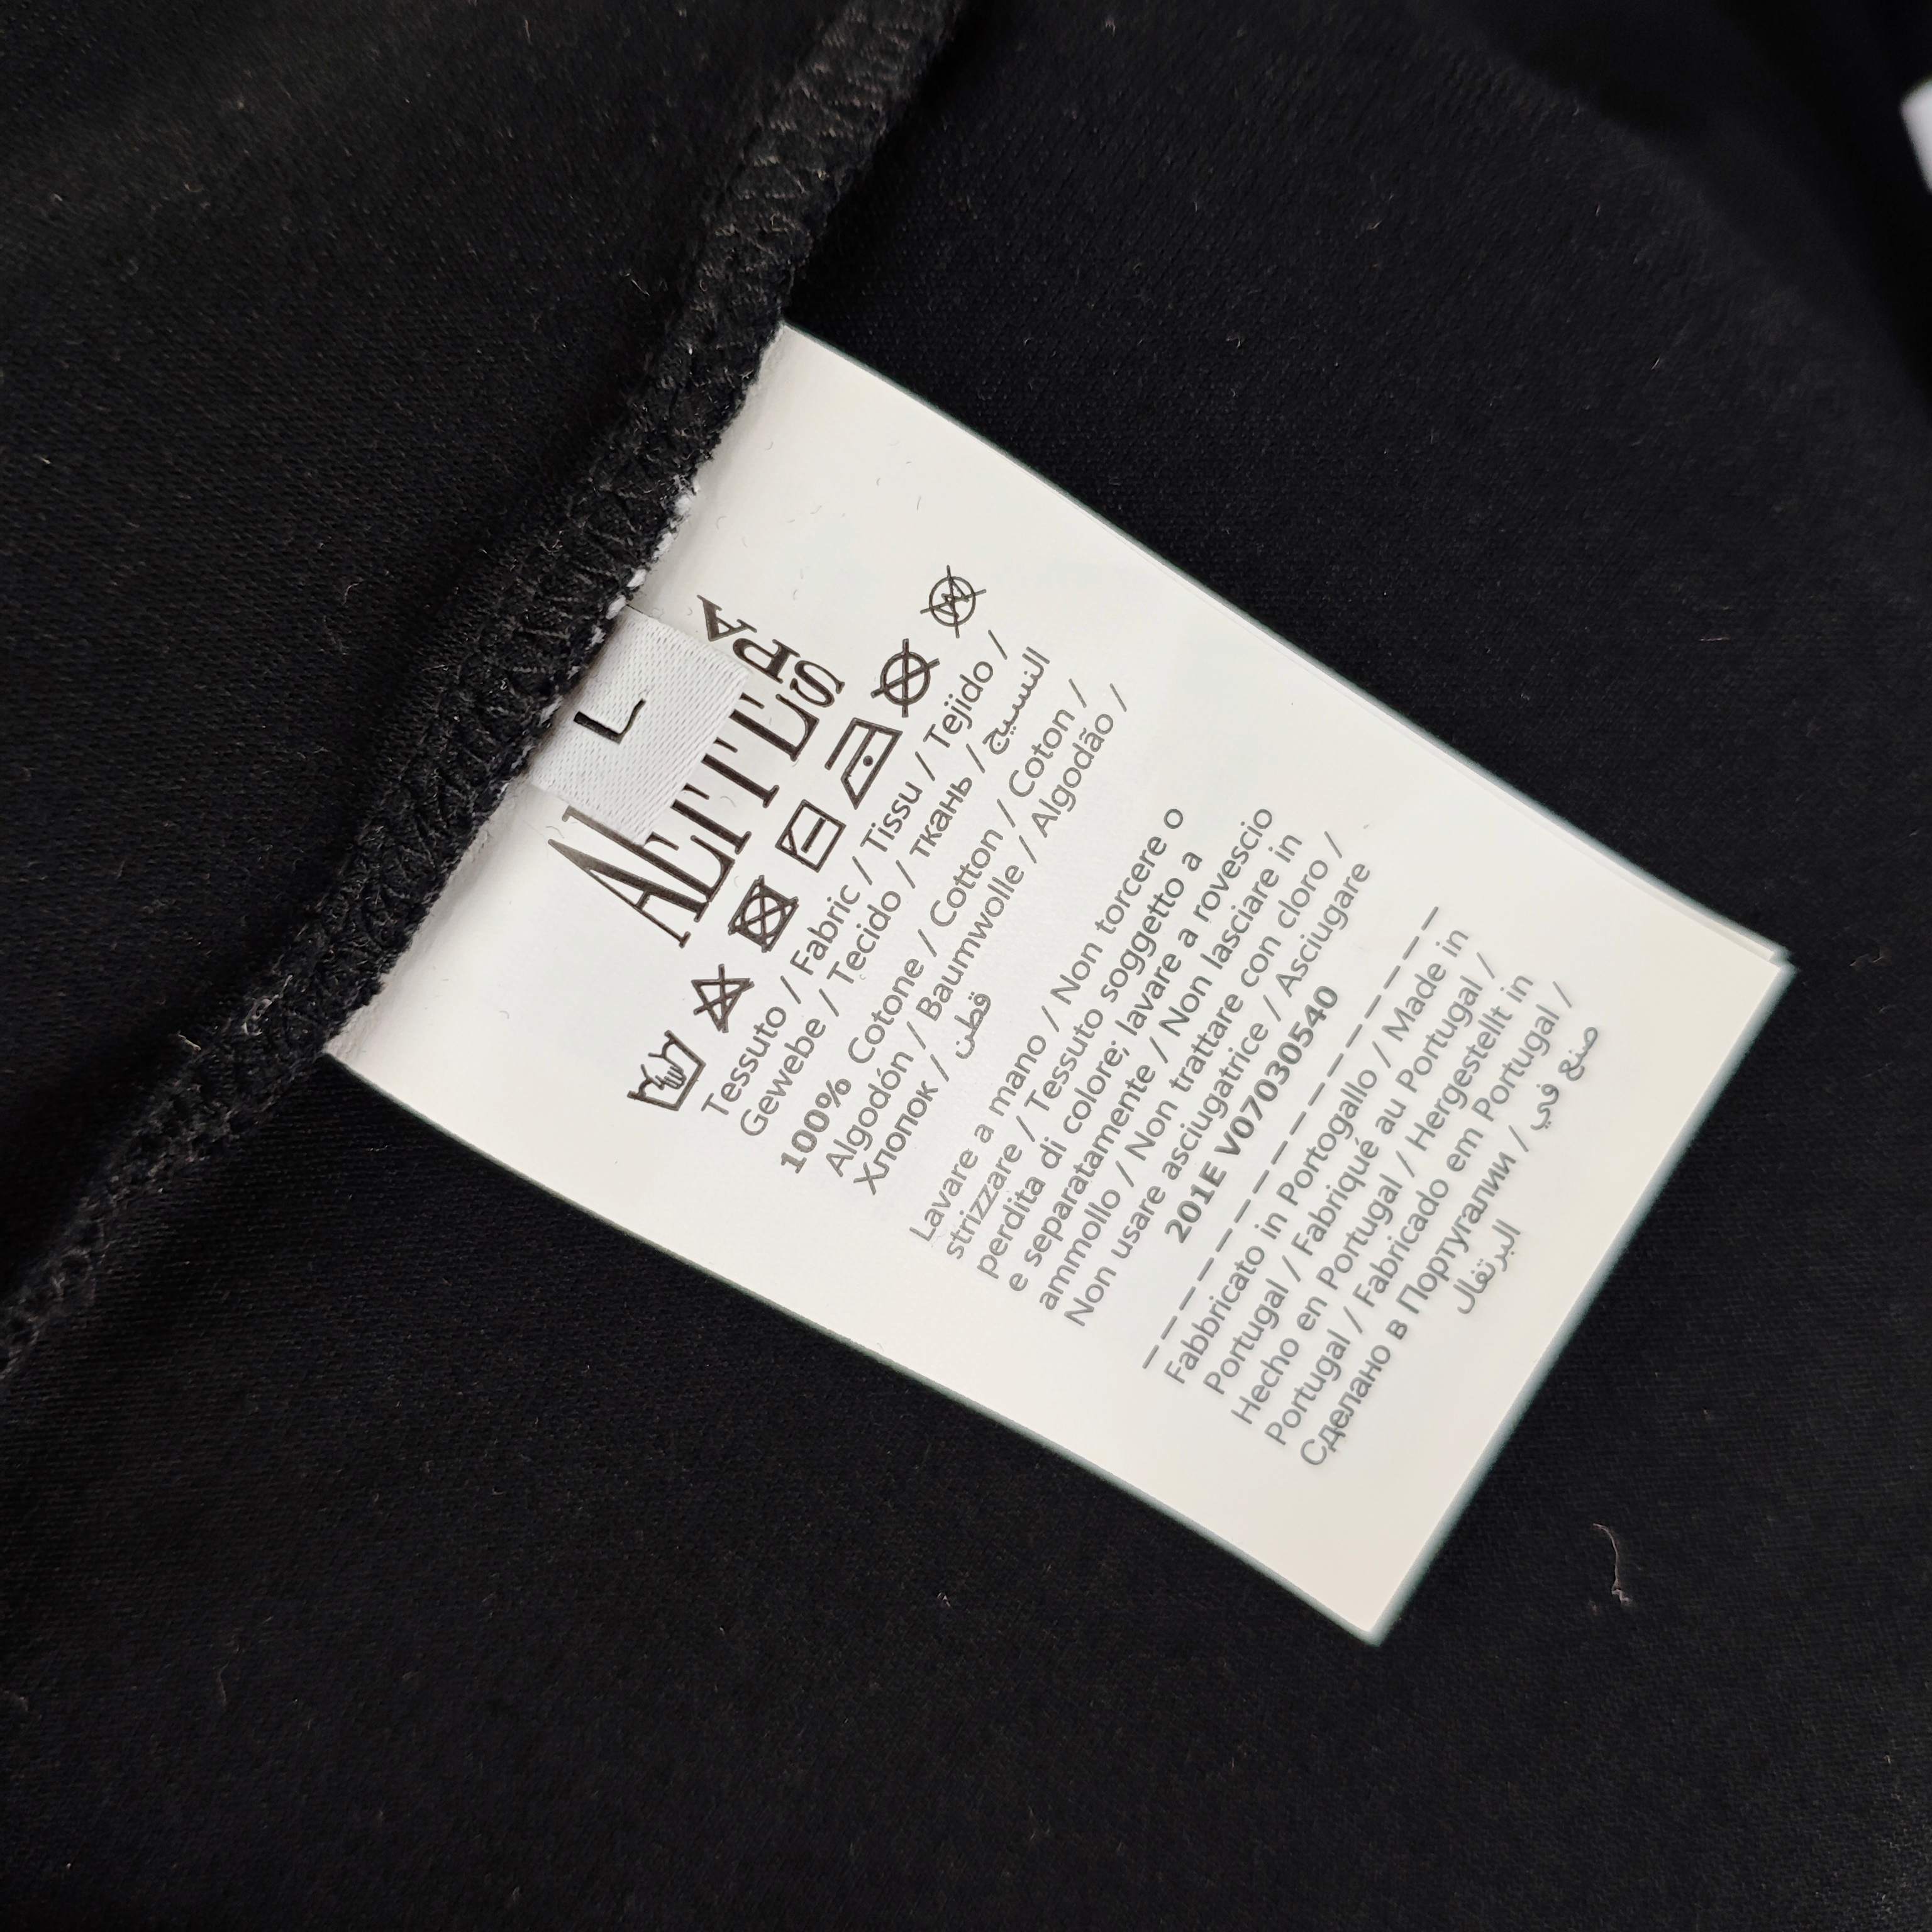 L
AEFFE
SPA
Tessuto / Fabric / Tissu / Tejido /
Gewebe / Tecido / ткань / النسيج
100% Cotone / Cotton / Coton /
Algodón / Baumwolle / Algodão /
Хлопок / قطن
Lavare a mano / Non torcere o
strizzare / Tessuto soggetto a
perdita di colore; lavare a rovescio
e separatamente / Non lasciare in
ammollo / Non trattare con cloro /
Non usare asciugatrice / Asciugare
201E V07030540
Fabbricato in Portogallo / Made in
Portugal / Fabriqué au Portugal /
Hecho en Portugal / Hergestellt in
Portugal / Fabricado em Portugal /
Сделано в Португалии / صنع في
البرتغال